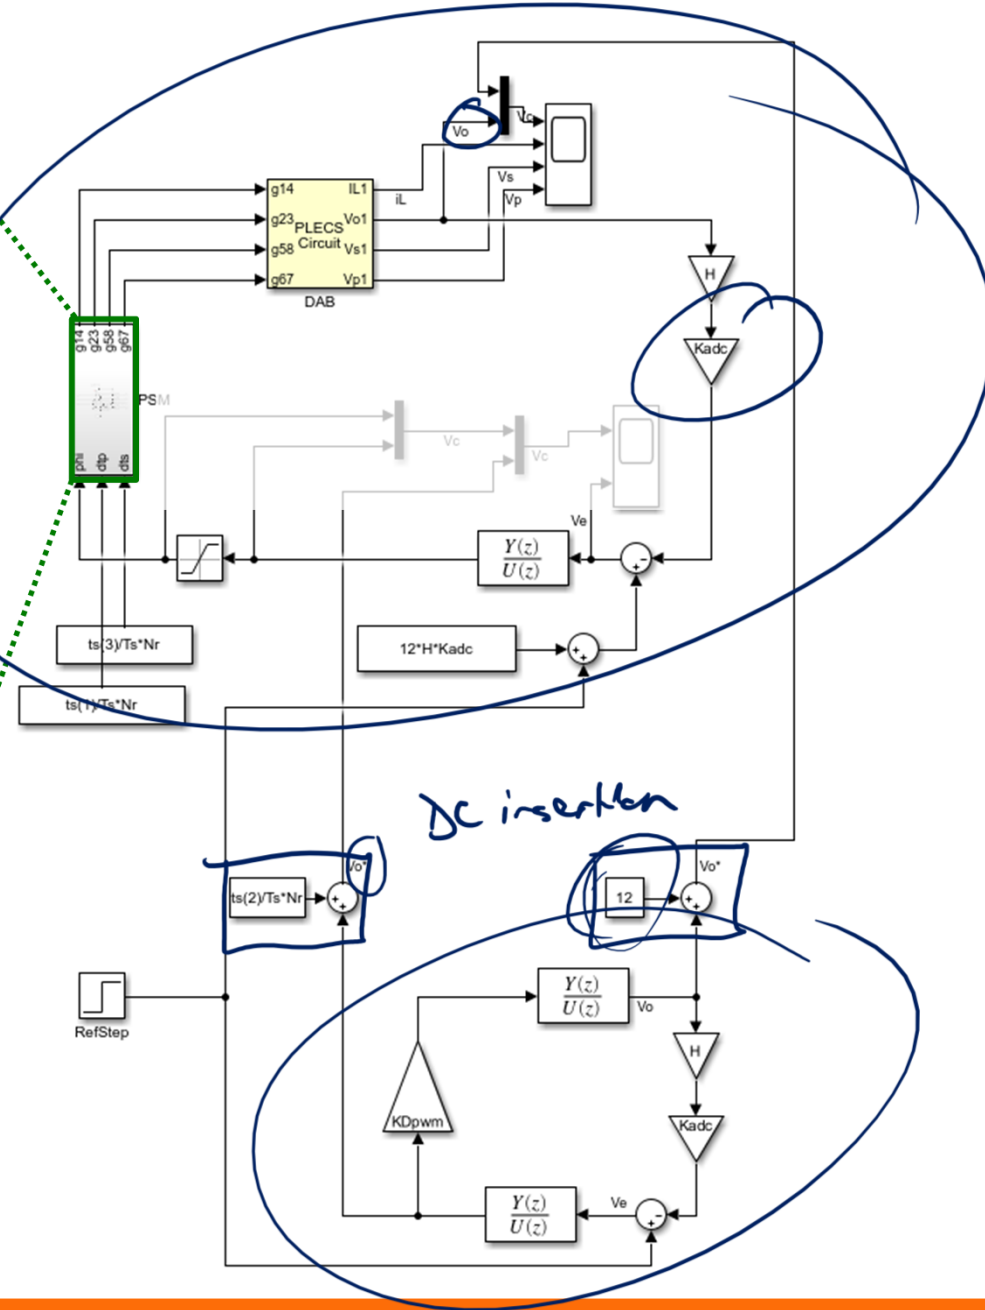 Vo
Vc
g14 IL1
iL
Vs
Vp
g23 Vo1
PLECS
Circuit
g58 Vs1
g67 Vp1
DAB
H
Kadc
g14 g23 g58 g67
PSM
phi dtp dts
Vc
Vc
Ve
Y(z)
U(z)
+ -
ts(3)/Ts*Nr
12*H*Kadc
+ +
ts(1)/Ts*Nr
DC insertion
Vo*
Vo*
ts(2)/Ts*Nr
+ +
12
+ +
RefStep
Y(z)
U(z)
Vo
H
KDpwm
Kadc
Y(z)
U(z)
Ve
+ -